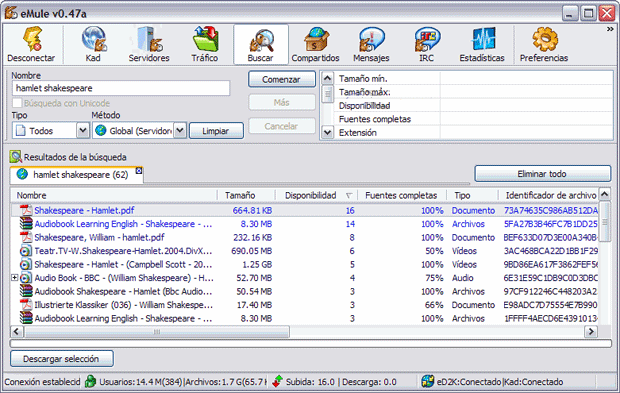 eMule v0.47a
Desconectar Kad Servidores Tráfico Buscar Compartidos Mensajes IRC Estadísticas Preferencias
Nombre
hamlet shakespeare
Búsqueda con Unicode
Tipo Método
Todos Global (Servidor Limpiar
Comenzar
Más
Cancelar
Tamaño mín.
Tamaño máx.
Disponibilidad
Fuentes completas
Extensión
Resultados de la búsqueda
hamlet shakespeare (62) Eliminar todo
Nombre Tamaño Disponibilidad Fuentes completas Tipo Identificador de archivo
Shakespeare - Hamlet.pdf 664.81 KB 16 100% Documento 73A74635C986AB512DA
Audiobook Learning English - Shakespeare - ... 8.30 MB 14 100% Archivos 5FA27B3B46FC7B1DD25
Shakespeare, William - hamlet.pdf 232.16 KB 8 100% Documento BEF633D07D3E00A340B
Teatr.TV-W.Shakespeare-Hamlet.2004.DivX... 690.05 MB 6 50% Vídeos 3AC468BCA22D1BB1F29
Shakespeare - Hamlet - (Campbell Scott - 20... 1.25 GB 5 100% Vídeos 9BD86EA617F3862FEF56
Audio Book - BBC - (William Shakespeare) - H... 52.70 MB 4 75% Audio 6E31E59C1DB9C0D3DBC
Audiobook Shakespeare - Hamlet (Bbc Audio... 50.54 MB 3 100% Archivos 97CF912246C448203A2
Illustrierte Klassiker (036) - William Shakespe... 17.40 MB 3 66% Documento E98ADC7D75554E7B990
Audiobook Learning English - Shakespeare - ... 8.30 MB 3 100% Archivos 1FFFF4AECD6E4391013
Descargar selección
Conexión establecid Usuarios:14.4 M(384)|Archivos:1.7 G(65.7 Subida: 16.0 | Descarga: 0.0 eD2K:Conectado|Kad:Conectado